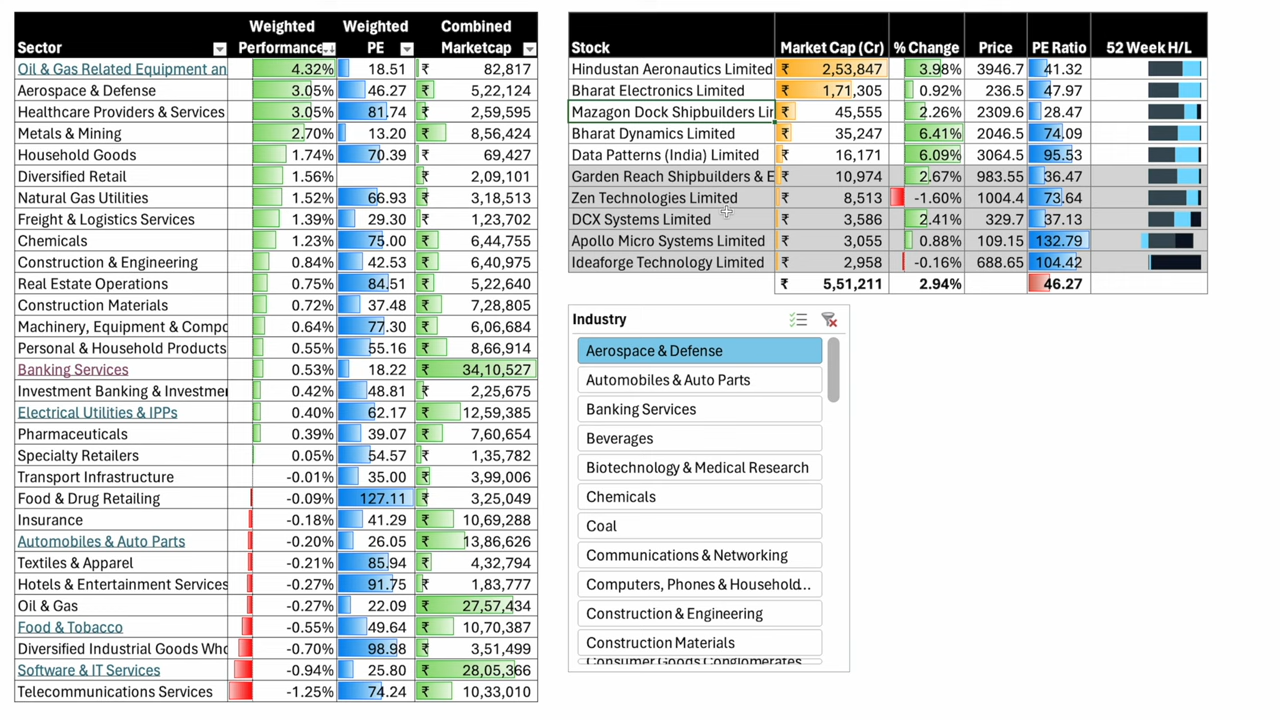 Weighted Weighted Combined
Sector Performance PE Marketcap
Oil & Gas Related Equipment an 4.32% 18.51 ₹ 82,817
Aerospace & Defense 3.05% 46.27 ₹ 5,22,124
Healthcare Providers & Services 3.05% 81.74 ₹ 2,59,595
Metals & Mining 2.70% 13.20 ₹ 8,56,424
Household Goods 1.74% 70.39 ₹ 69,427
Diversified Retail 1.56% ₹ 2,09,101
Natural Gas Utilities 1.52% 66.93 ₹ 3,18,513
Freight & Logistics Services 1.39% 29.30 ₹ 1,23,702
Chemicals 1.23% 75.00 ₹ 6,44,755
Construction & Engineering 0.84% 42.53 ₹ 6,40,975
Real Estate Operations 0.75% 84.51 ₹ 5,22,640
Construction Materials 0.72% 37.48 ₹ 7,28,805
Machinery, Equipment & Compo 0.64% 77.30 ₹ 6,06,684
Personal & Household Products 0.55% 55.16 ₹ 8,66,914
Banking Services 0.53% 18.22 ₹ 34,10,527
Investment Banking & Investmer 0.42% 48.81 ₹ 2,25,675
Electrical Utilities & IPPs 0.40% 62.17 ₹ 12,59,385
Pharmaceuticals 0.39% 39.07 ₹ 7,60,654
Specialty Retailers 0.05% 54.57 ₹ 1,35,782
Transport Infrastructure -0.01% 35.00 ₹ 3,99,006
Food & Drug Retailing -0.09% 127.11 ₹ 3,25,049
Insurance -0.18% 41.29 ₹ 10,69,288
Automobiles & Auto Parts -0.20% 26.05 ₹ 13,86,626
Textiles & Apparel -0.21% 85.94 ₹ 4,32,794
Hotels & Entertainment Services -0.27% 91.75 ₹ 1,83,777
Oil & Gas -0.27% 22.09 ₹ 27,57,434
Food & Tobacco -0.55% 49.64 ₹ 10,70,387
Diversified Industrial Goods Who -0.70% 98.98 ₹ 3,51,499
Software & IT Services -0.94% 25.80 ₹ 28,05,366
Telecommunications Services -1.25% 74.24 ₹ 10,33,010
Stock Market Cap (Cr) % Change Price PE Ratio 52 Week H/L
Hindustan Aeronautics Limited ₹ 2,53,847 3.98% 3946.7 41.32
Bharat Electronics Limited ₹ 1,71,305 0.92% 236.5 47.97
Mazagon Dock Shipbuilders Lir ₹ 45,555 2.26% 2309.6 28.47
Bharat Dynamics Limited ₹ 35,247 6.41% 2046.5 74.09
Data Patterns (India) Limited ₹ 16,171 6.09% 3064.5 95.53
Garden Reach Shipbuilders & E ₹ 10,974 2.67% 983.55 36.47
Zen Technologies Limited ₹ 8,513 -1.60% 1004.4 73.64
DCX Systems Limited ₹ 3,586 2.41% 329.7 37.13
Apollo Micro Systems Limited ₹ 3,055 0.88% 109.15 132.79
Ideaforge Technology Limited ₹ 2,958 -0.16% 688.65 104.42
₹ 5,51,211 2.94% 46.27
Industry
Aerospace & Defense
Automobiles & Auto Parts
Banking Services
Beverages
Biotechnology & Medical Research
Chemicals
Coal
Communications & Networking
Computers, Phones & Household...
Construction & Engineering
Construction Materials
Consumer Goods Conglomerates